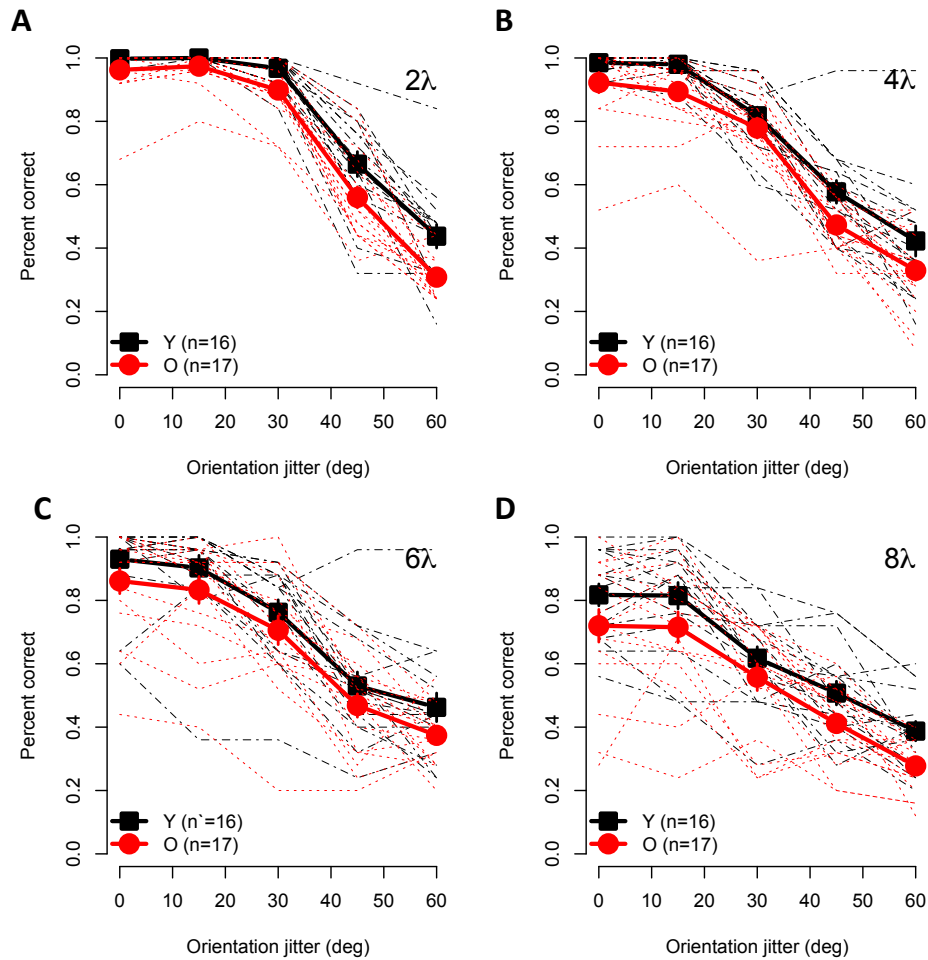 A
2λ
Percent correct
1.0
0.8
0.6
0.4
0.2
0.0
Y (n=16)
O (n=17)
0 10 20 30 40 50 60
Orientation jitter (deg)
B
4λ
Percent correct
1.0
0.8
0.6
0.4
0.2
0.0
Y (n=16)
O (n=17)
0 10 20 30 40 50 60
Orientation jitter (deg)
C
6λ
Percent correct
1.0
0.8
0.6
0.4
0.2
0.0
Y (n`=16)
O (n=17)
0 10 20 30 40 50 60
Orientation jitter (deg)
D
8λ
Percent correct
1.0
0.8
0.6
0.4
0.2
0.0
Y (n=16)
O (n=17)
0 10 20 30 40 50 60
Orientation jitter (deg)